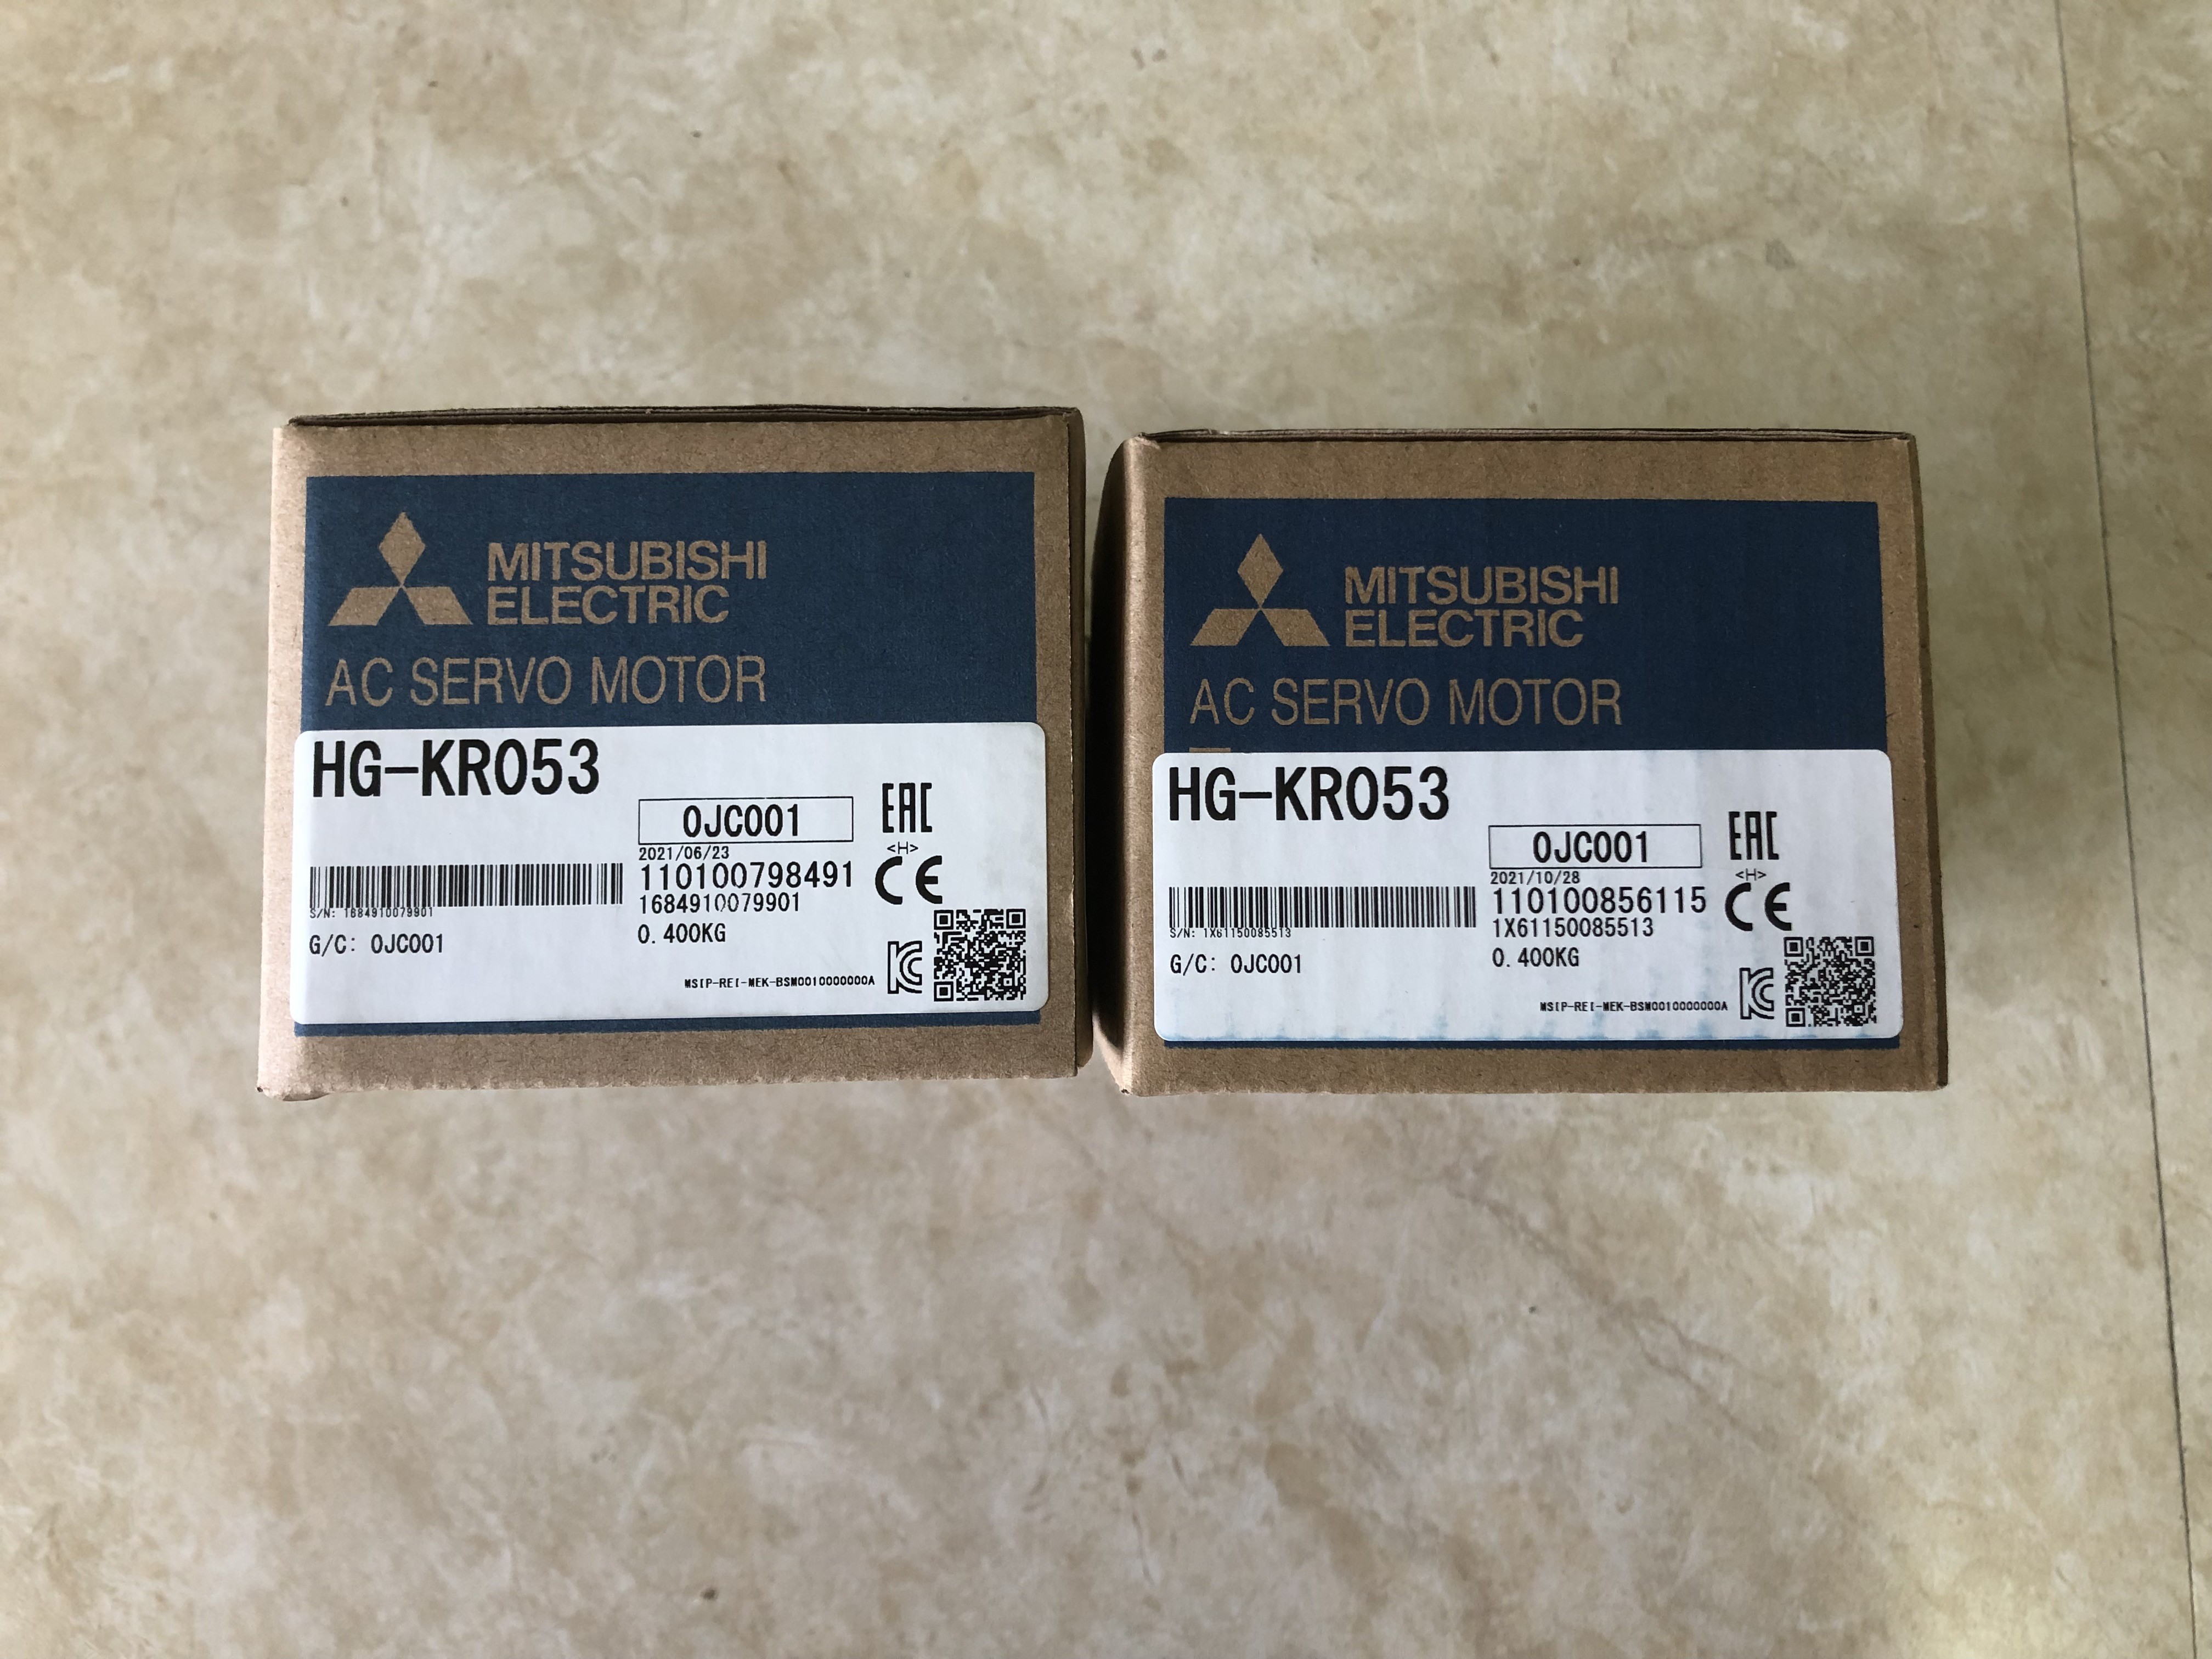 MITSUBISHI
ELECTRIC
AC SERVO MOTOR
HG-KR053
0JC001
EAC
2021/06/23
<H>
110100798491
CE
1684910079901
S/N: 1684910079901
0.400KG
G/C: 0JC001
MSIP-REI-MEK-BSM0010000000A
MITSUBISHI
ELECTRIC
AC SERVO MOTOR
HG-KR053
0JC001
EAC
2021/10/28
<H>
110100856115
CE
1X61150085513
S/N: 1X61150085513
0.400KG
G/C: 0JC001
MSIP-REI-MEK-BSM0010000000A